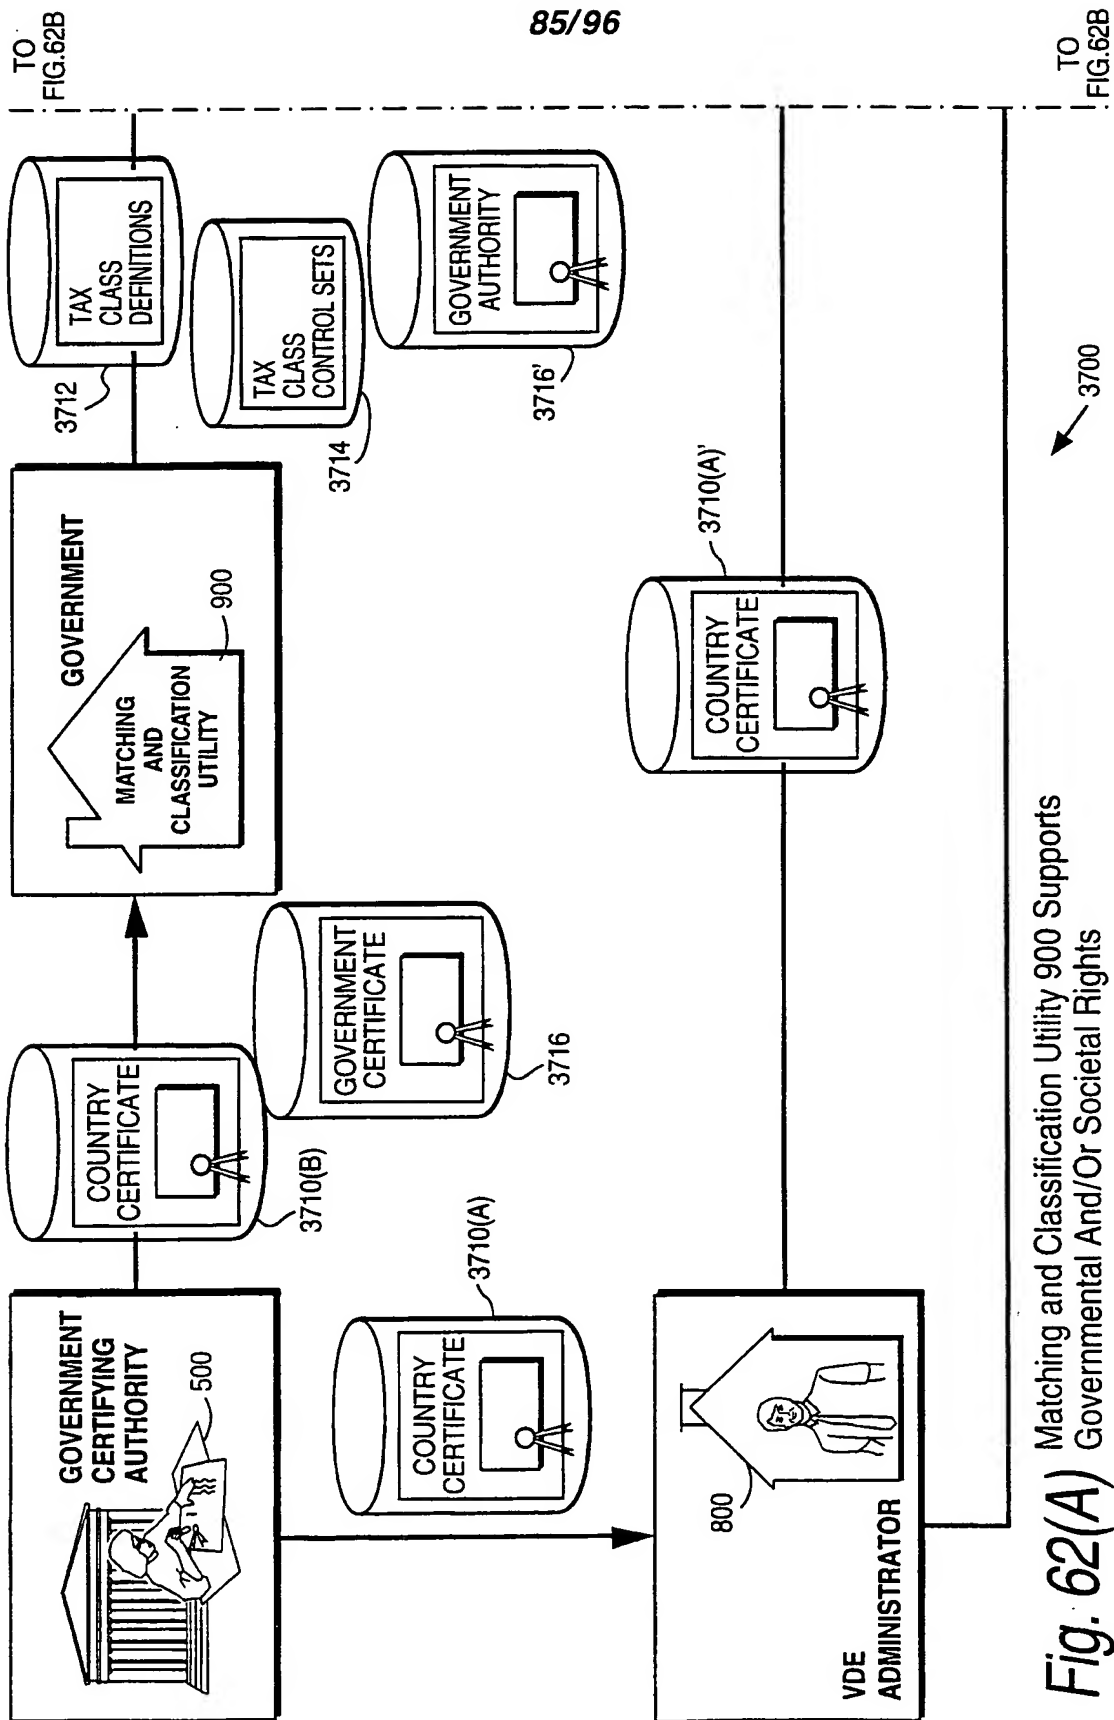 85/96
TO
FIG.62B
TO
FIG.62B
GOVERNMENT
CERTIFYING
AUTHORITY
500
COUNTRY
CERTIFICATE
3710(B)
GOVERNMENT
CERTIFICATE
3716
GOVERNMENT
MATCHING
AND
CLASSIFICATION
UTILITY
900
TAX
CLASS
DEFINITIONS
3712
TAX
CLASS
CONTROL SETS
3714
GOVERNMENT
AUTHORITY
3716'
COUNTRY
CERTIFICATE
3710(A)
VDE
ADMINISTRATOR
800
COUNTRY
CERTIFICATE
3710(A)'
3700
Fig. 62(A) Matching and Classification Utility 900 Supports
Governmental And/Or Societal Rights